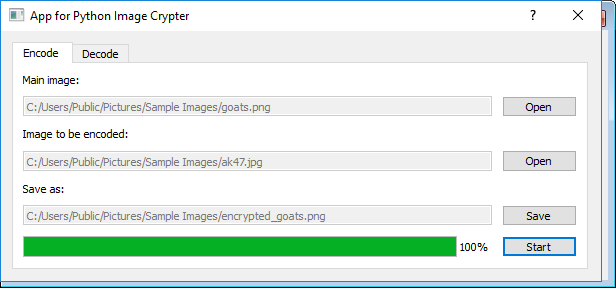 App for Python Image Crypter
Encode Decode
Main image:
C:/Users/Public/Pictures/Sample Images/goats.png Open
Image to be encoded:
C:/Users/Public/Pictures/Sample Images/ak47.jpg Open
Save as:
C:/Users/Public/Pictures/Sample Images/encrypted_goats.png Save
100% Start